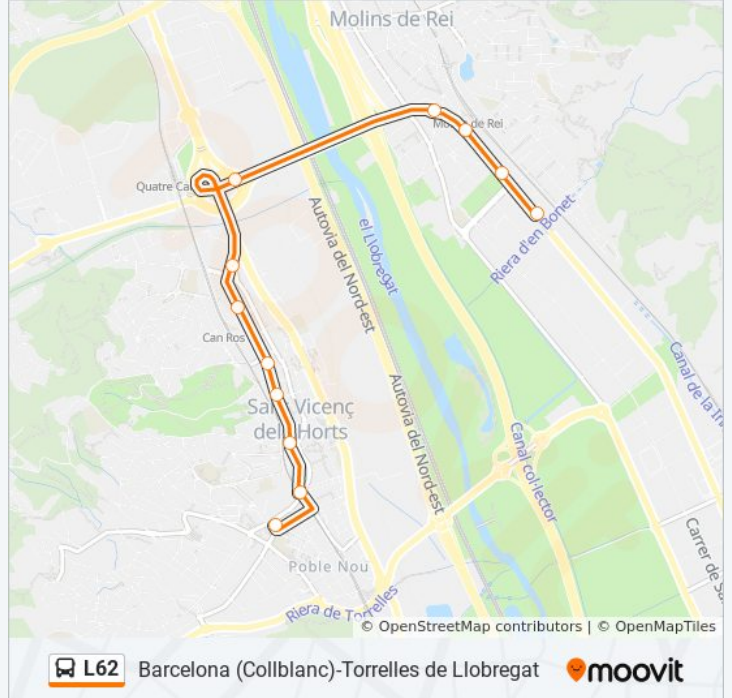 Molins de Rei
de Rei
Quatre Ca
Riera d'en Bonet
el Llobregat
Autovia del Nord-est
Can Ros
Canal de la In
Sant Vicenç
dels Horts
Autovia del Nord-est
Canal col·lector
Carrer de Sa
Poble Nou
Riera de Torrelles
© OpenStreetMap contributors | © OpenMapTiles
L62 Barcelona (Collblanc)-Torrelles de Llobregat moovit